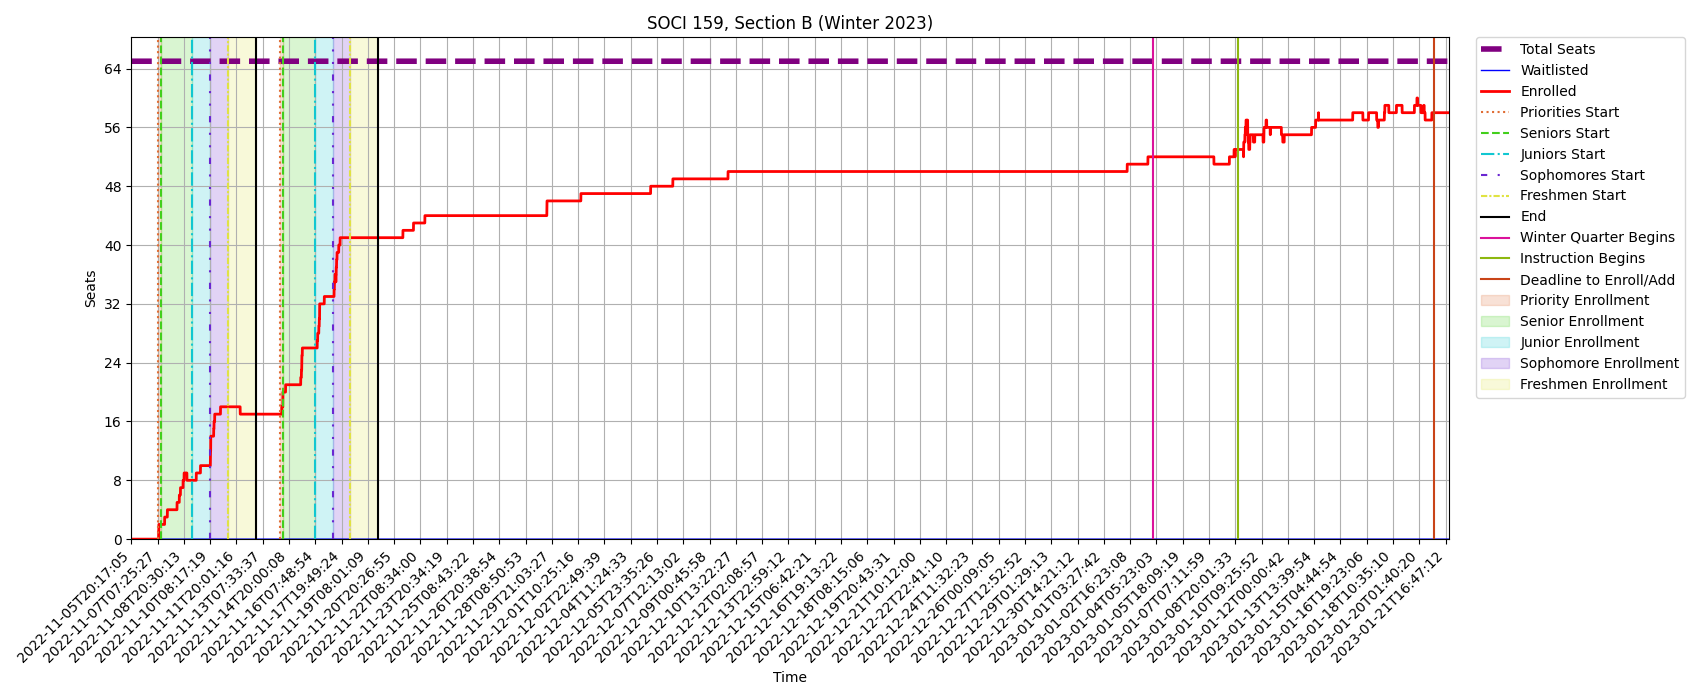 SOCI 159, Section B (Winter 2023)
Seats
64
56
48
40
32
24
16
8
0
2022-11-05T20:17:05
2022-11-07T07:25:27
2022-11-08T20:30:13
2022-11-10T08:17:19
2022-11-11T20:01:16
2022-11-13T07:33:37
2022-11-14T20:00:08
2022-11-16T07:48:54
2022-11-17T19:49:24
2022-11-19T08:01:09
2022-11-20T20:26:55
2022-11-22T08:34:00
2022-11-23T20:34:19
2022-11-25T08:43:22
2022-11-26T20:38:54
2022-11-28T08:50:53
2022-11-29T21:03:27
2022-12-01T10:25:16
2022-12-02T22:49:39
2022-12-04T11:24:33
2022-12-05T23:35:26
2022-12-07T12:13:02
2022-12-09T00:45:58
2022-12-10T13:22:27
2022-12-12T02:08:57
2022-12-13T22:59:12
2022-12-15T06:42:21
2022-12-16T19:13:22
2022-12-18T08:15:06
2022-12-19T20:43:31
2022-12-21T10:12:00
2022-12-22T22:41:10
2022-12-24T11:32:23
2022-12-26T00:09:05
2022-12-27T12:52:52
2022-12-29T01:29:13
2022-12-30T14:21:12
2023-01-01T03:27:42
2023-01-02T16:23:08
2023-01-04T05:23:03
2023-01-05T18:09:19
2023-01-07T07:11:59
2023-01-08T20:01:33
2023-01-10T09:25:52
2023-01-12T00:00:42
2023-01-13T13:39:54
2023-01-15T04:44:54
2023-01-16T19:23:06
2023-01-18T10:35:10
2023-01-20T01:40:20
2023-01-21T16:47:12
Time
Total Seats
Waitlisted
Enrolled
Priorities Start
Seniors Start
Juniors Start
Sophomores Start
Freshmen Start
End
Winter Quarter Begins
Instruction Begins
Deadline to Enroll/Add
Priority Enrollment
Senior Enrollment
Junior Enrollment
Sophomore Enrollment
Freshmen Enrollment